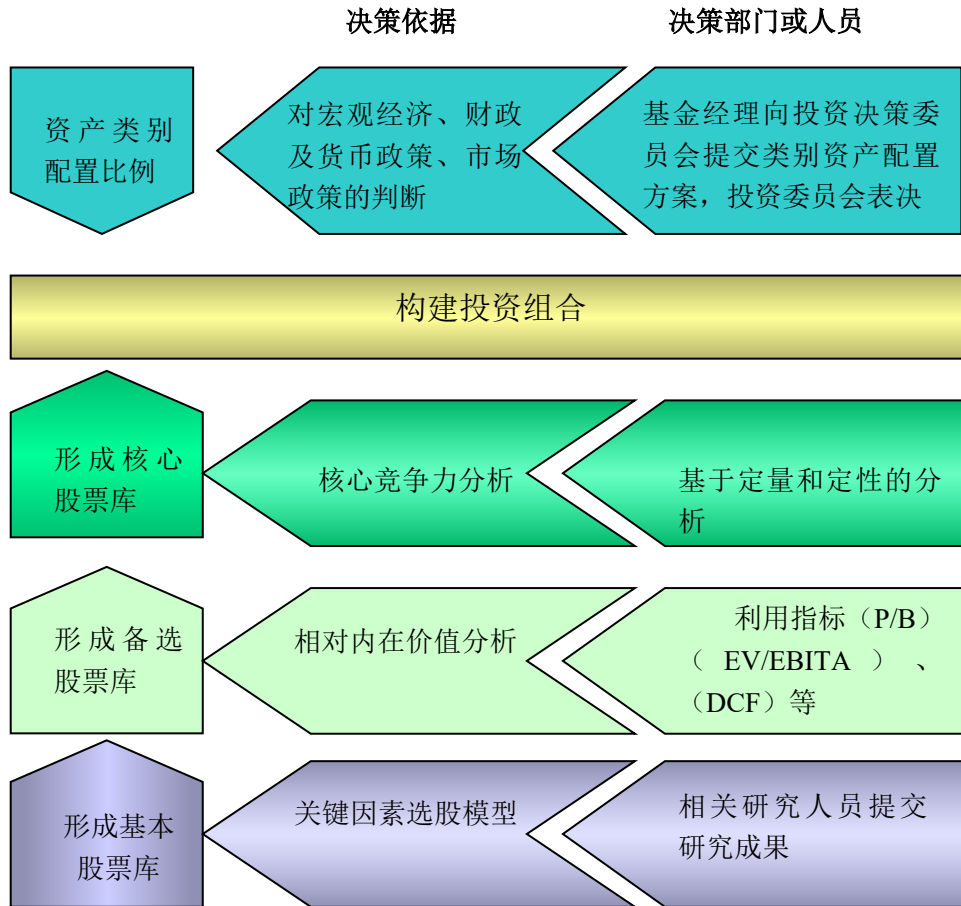 决策依据
决策部门或人员
资产类别
配置比例
对宏观经济、财政
及货币政策、市场
政策的判断
基金经理向投资决策委
员会提交类别资产配置
方案，投资委员会表决
构建投资组合
形成核心
股票库
核心竞争力分析
基于定量和定性的分
析
形成备选
股票库
相对内在价值分析
利用指标（P/B）
（EV/EBITA）、
（DCF）等
形成基本
股票库
关键因素选股模型
相关研究人员提交
研究成果